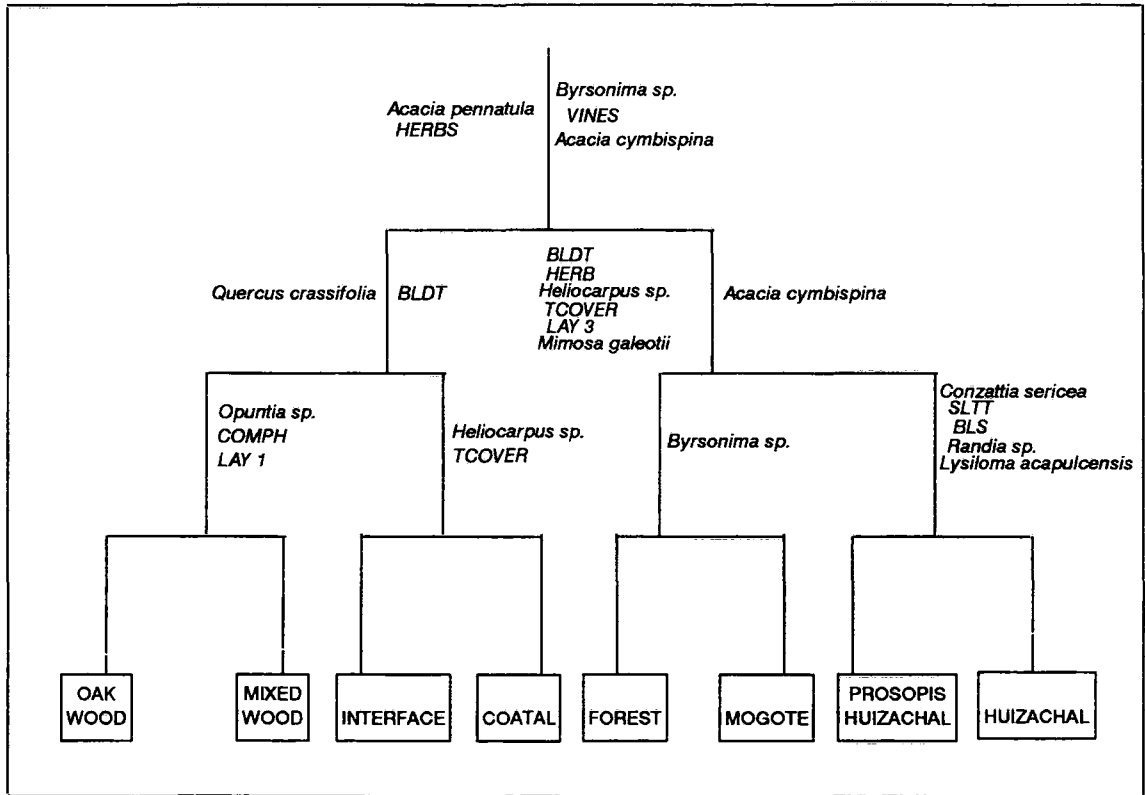 Acacia pennatula
HERBS
Byrsonima sp.
VINES
Acacia cymbispina
Quercus crassifolia
BLDT
BLDT
HERB
Heliocarpus sp.
TCOVER
LAY 3
Mimosa galeotii
Acacia cymbispina
Opuntia sp.
COMPH
LAY 1
Heliocarpus sp.
TCOVER
Byrsonima sp.
Conzattia sericea
SLTT
BLS
Randia sp.
Lysiloma acapulcensis
OAK
WOOD
MIXED
WOOD
INTERFACE
COATAL
FOREST
MOGOTE
PROSOPIS
HUIZACHAL
HUIZACHAL